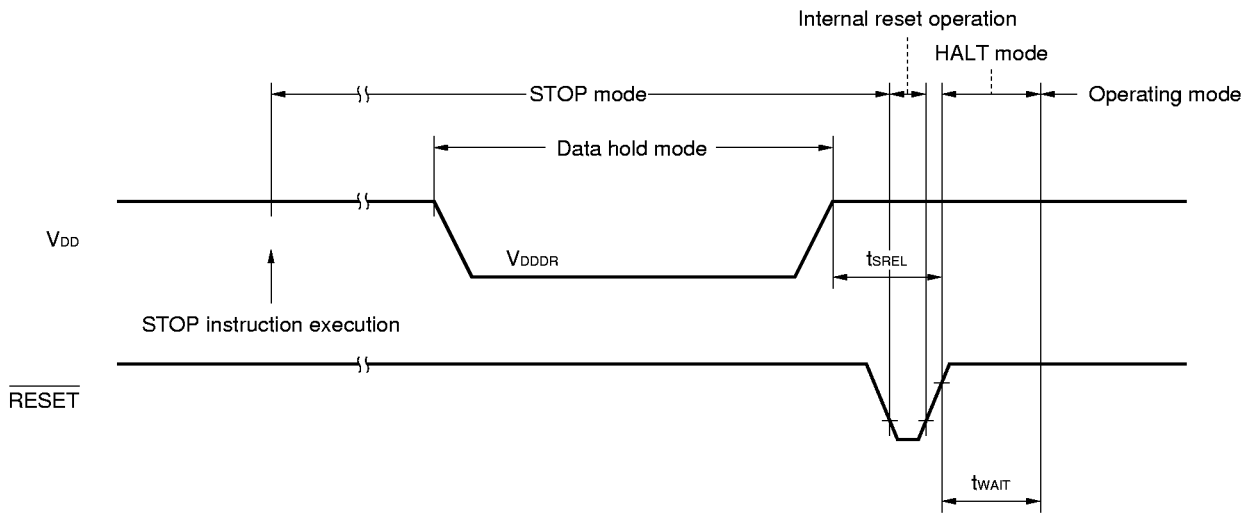 Internal reset operation
HALT mode
STOP mode
Operating mode
Data hold mode
VDD
VDDDR
tSREL
STOP instruction execution
RESET
tWAIT